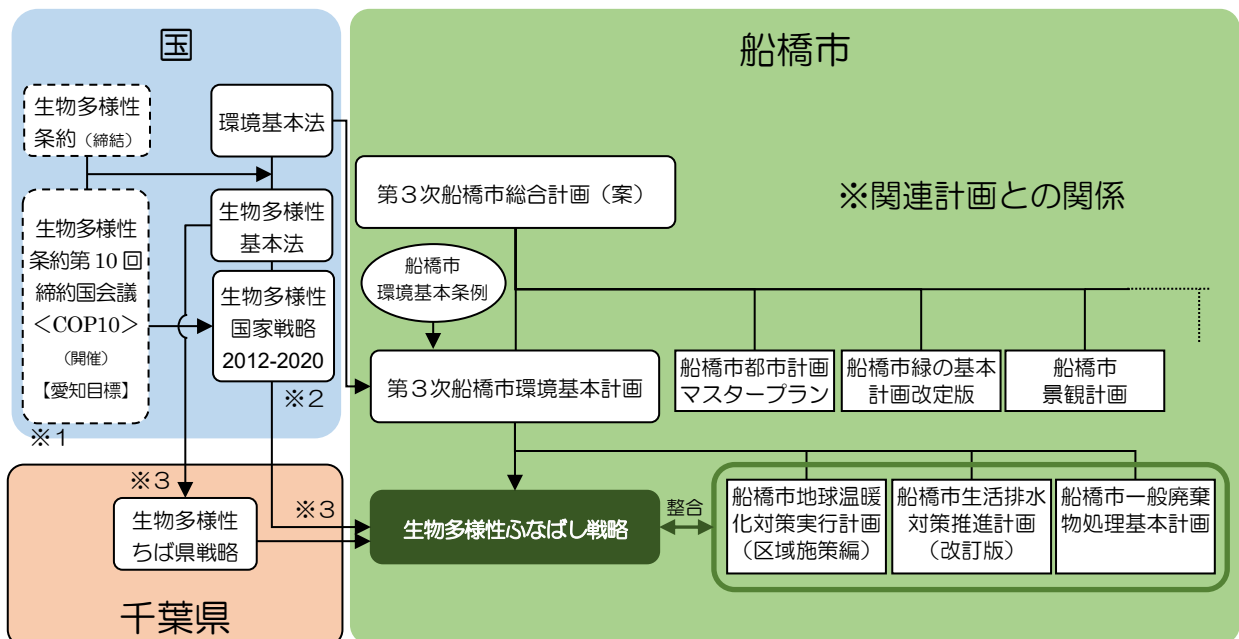 国
生物多様性
条約（締結）
環境基本法
生物多様性
条約第 10 回
締約国会議
＜COP10＞
（開催）
【愛知目標】
※１
生物多様性
基本法
生物多様性
国家戦略
2012-2020
※２
※３
※３
生物多様性
ちば県戦略
千葉県
船橋市
第３次船橋市総合計画（案）
※関連計画との関係
船橋市
環境基本条例
第３次船橋市環境基本計画
船橋市都市計画
マスタープラン
船橋市緑の基本
計画改定版
船橋市
景観計画
生物多様性ふなばし戦略
整合
船橋市地球温暖
化対策実行計画
（区域施策編）
船橋市生活排水
対策推進計画
（改訂版）
船橋市一般廃棄
物処理基本計画